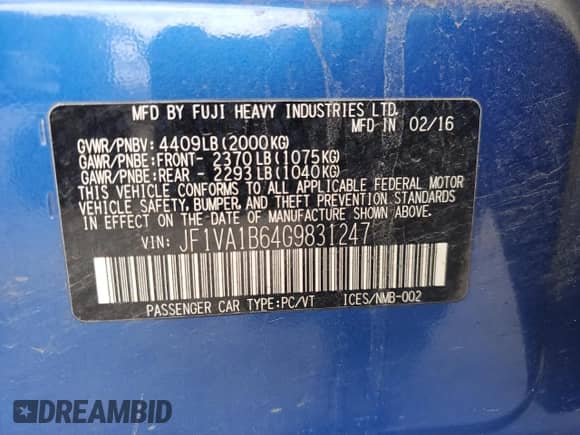 MFD BY FUJI HEAVY INDUSTRIES LTD.
MFD IN 02/16
GVWR/PNBV: 4409LB(2000KG)
GAWR/PNBE:FRONT- 2370LB(1075KG)
GAWR/PNBE:REAR - 2293LB(1040KG)
THIS VEHICLE CONFORMS TO ALL APPLICABLE FEDERAL MOTOR
VEHICLE SAFETY, BUMPER, AND THEFT PREVENTION STANDARDS
IN EFFECT ON THE DATE OF MANUFACTURE SHOWN ABOVE.
VIN: JF1VA1B64G9831247
PASSENGER CAR TYPE:PC/VT ICES/NMB-002
DREAMBID